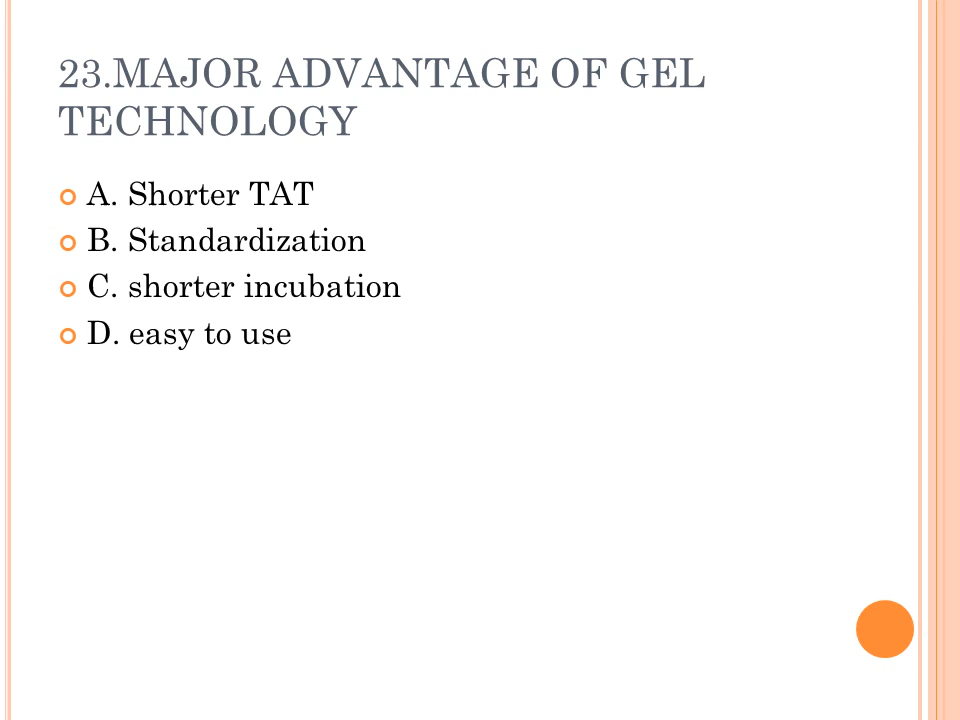 23.MAJOR ADVANTAGE OF GEL
TECHNOLOGY
A. Shorter TAT
B. Standardization
C. shorter incubation
D. easy to use